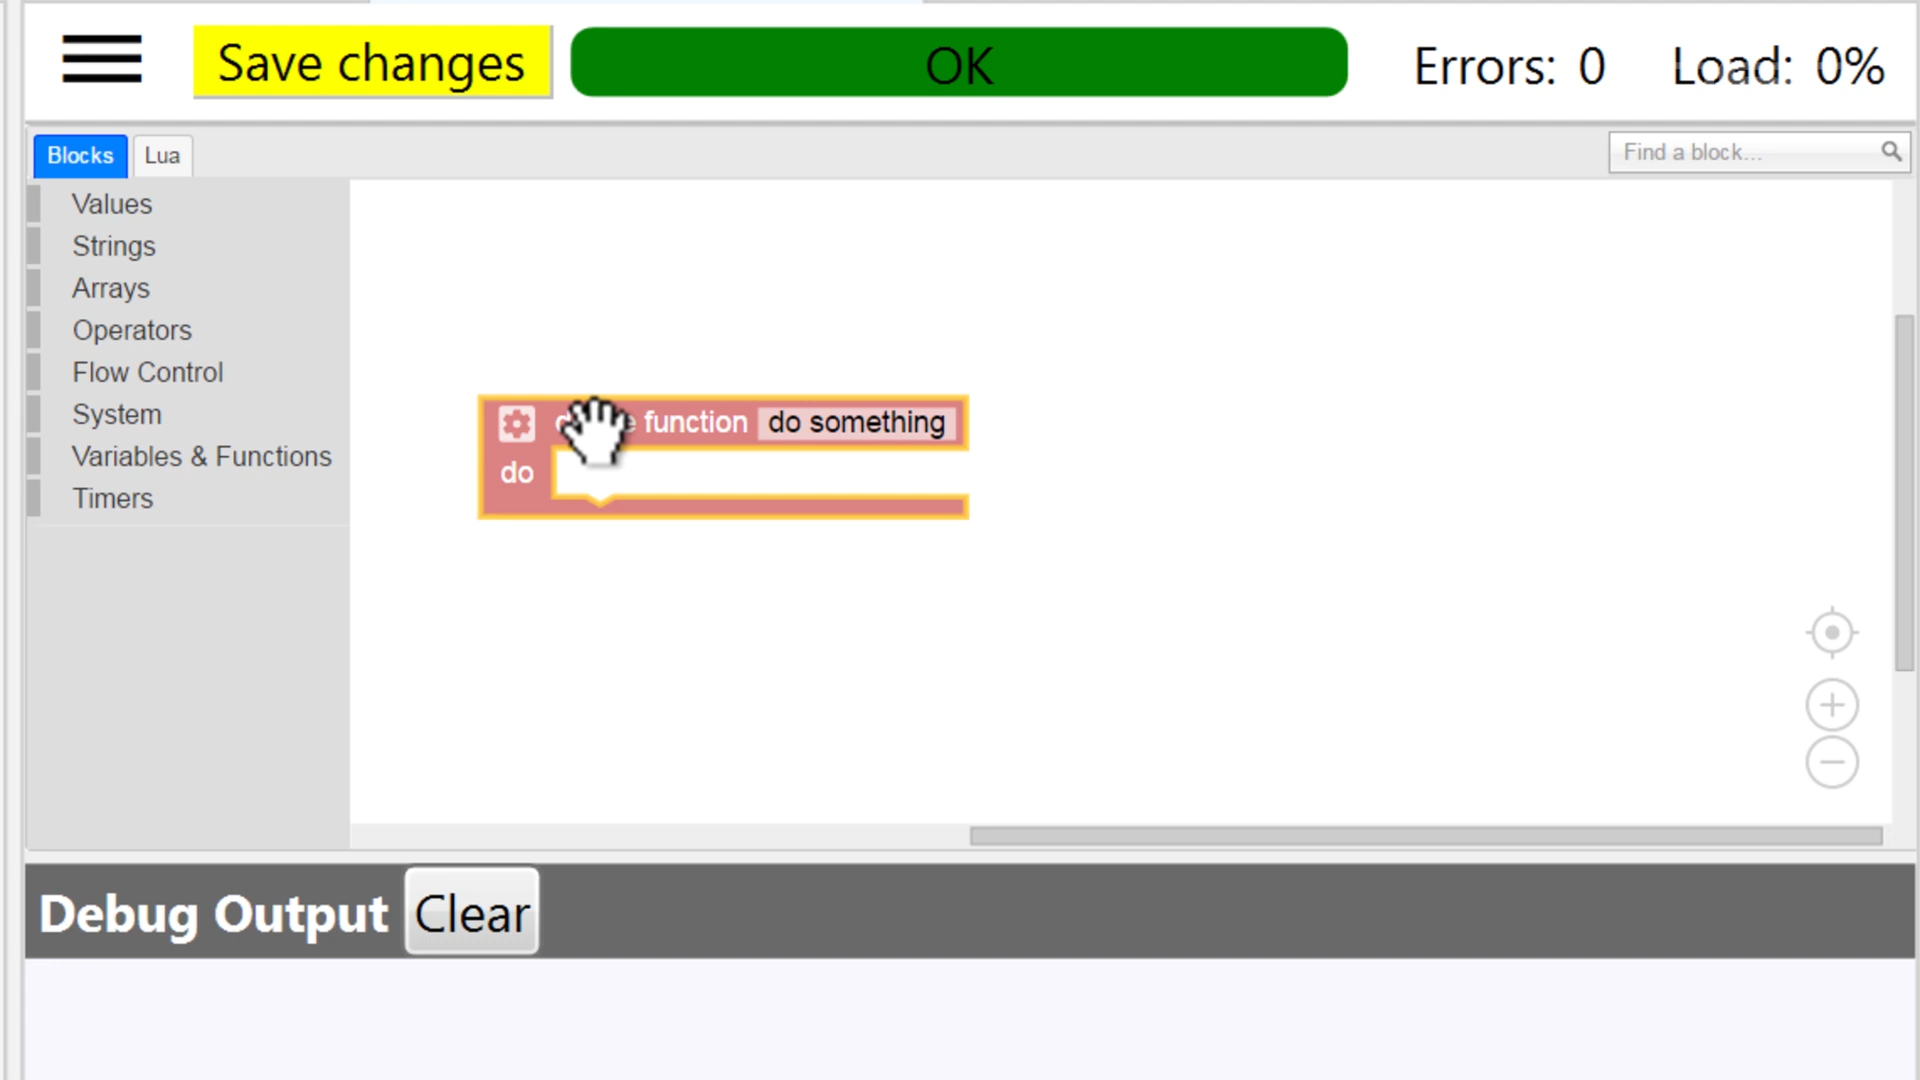 Save changes
OK
Errors: 0
Load: 0%
Blocks
Lua
Find a block...
Values
Strings
Arrays
Operators
Flow Control
System
Variables & Functions
Timers
function do something
do
Debug Output
Clear